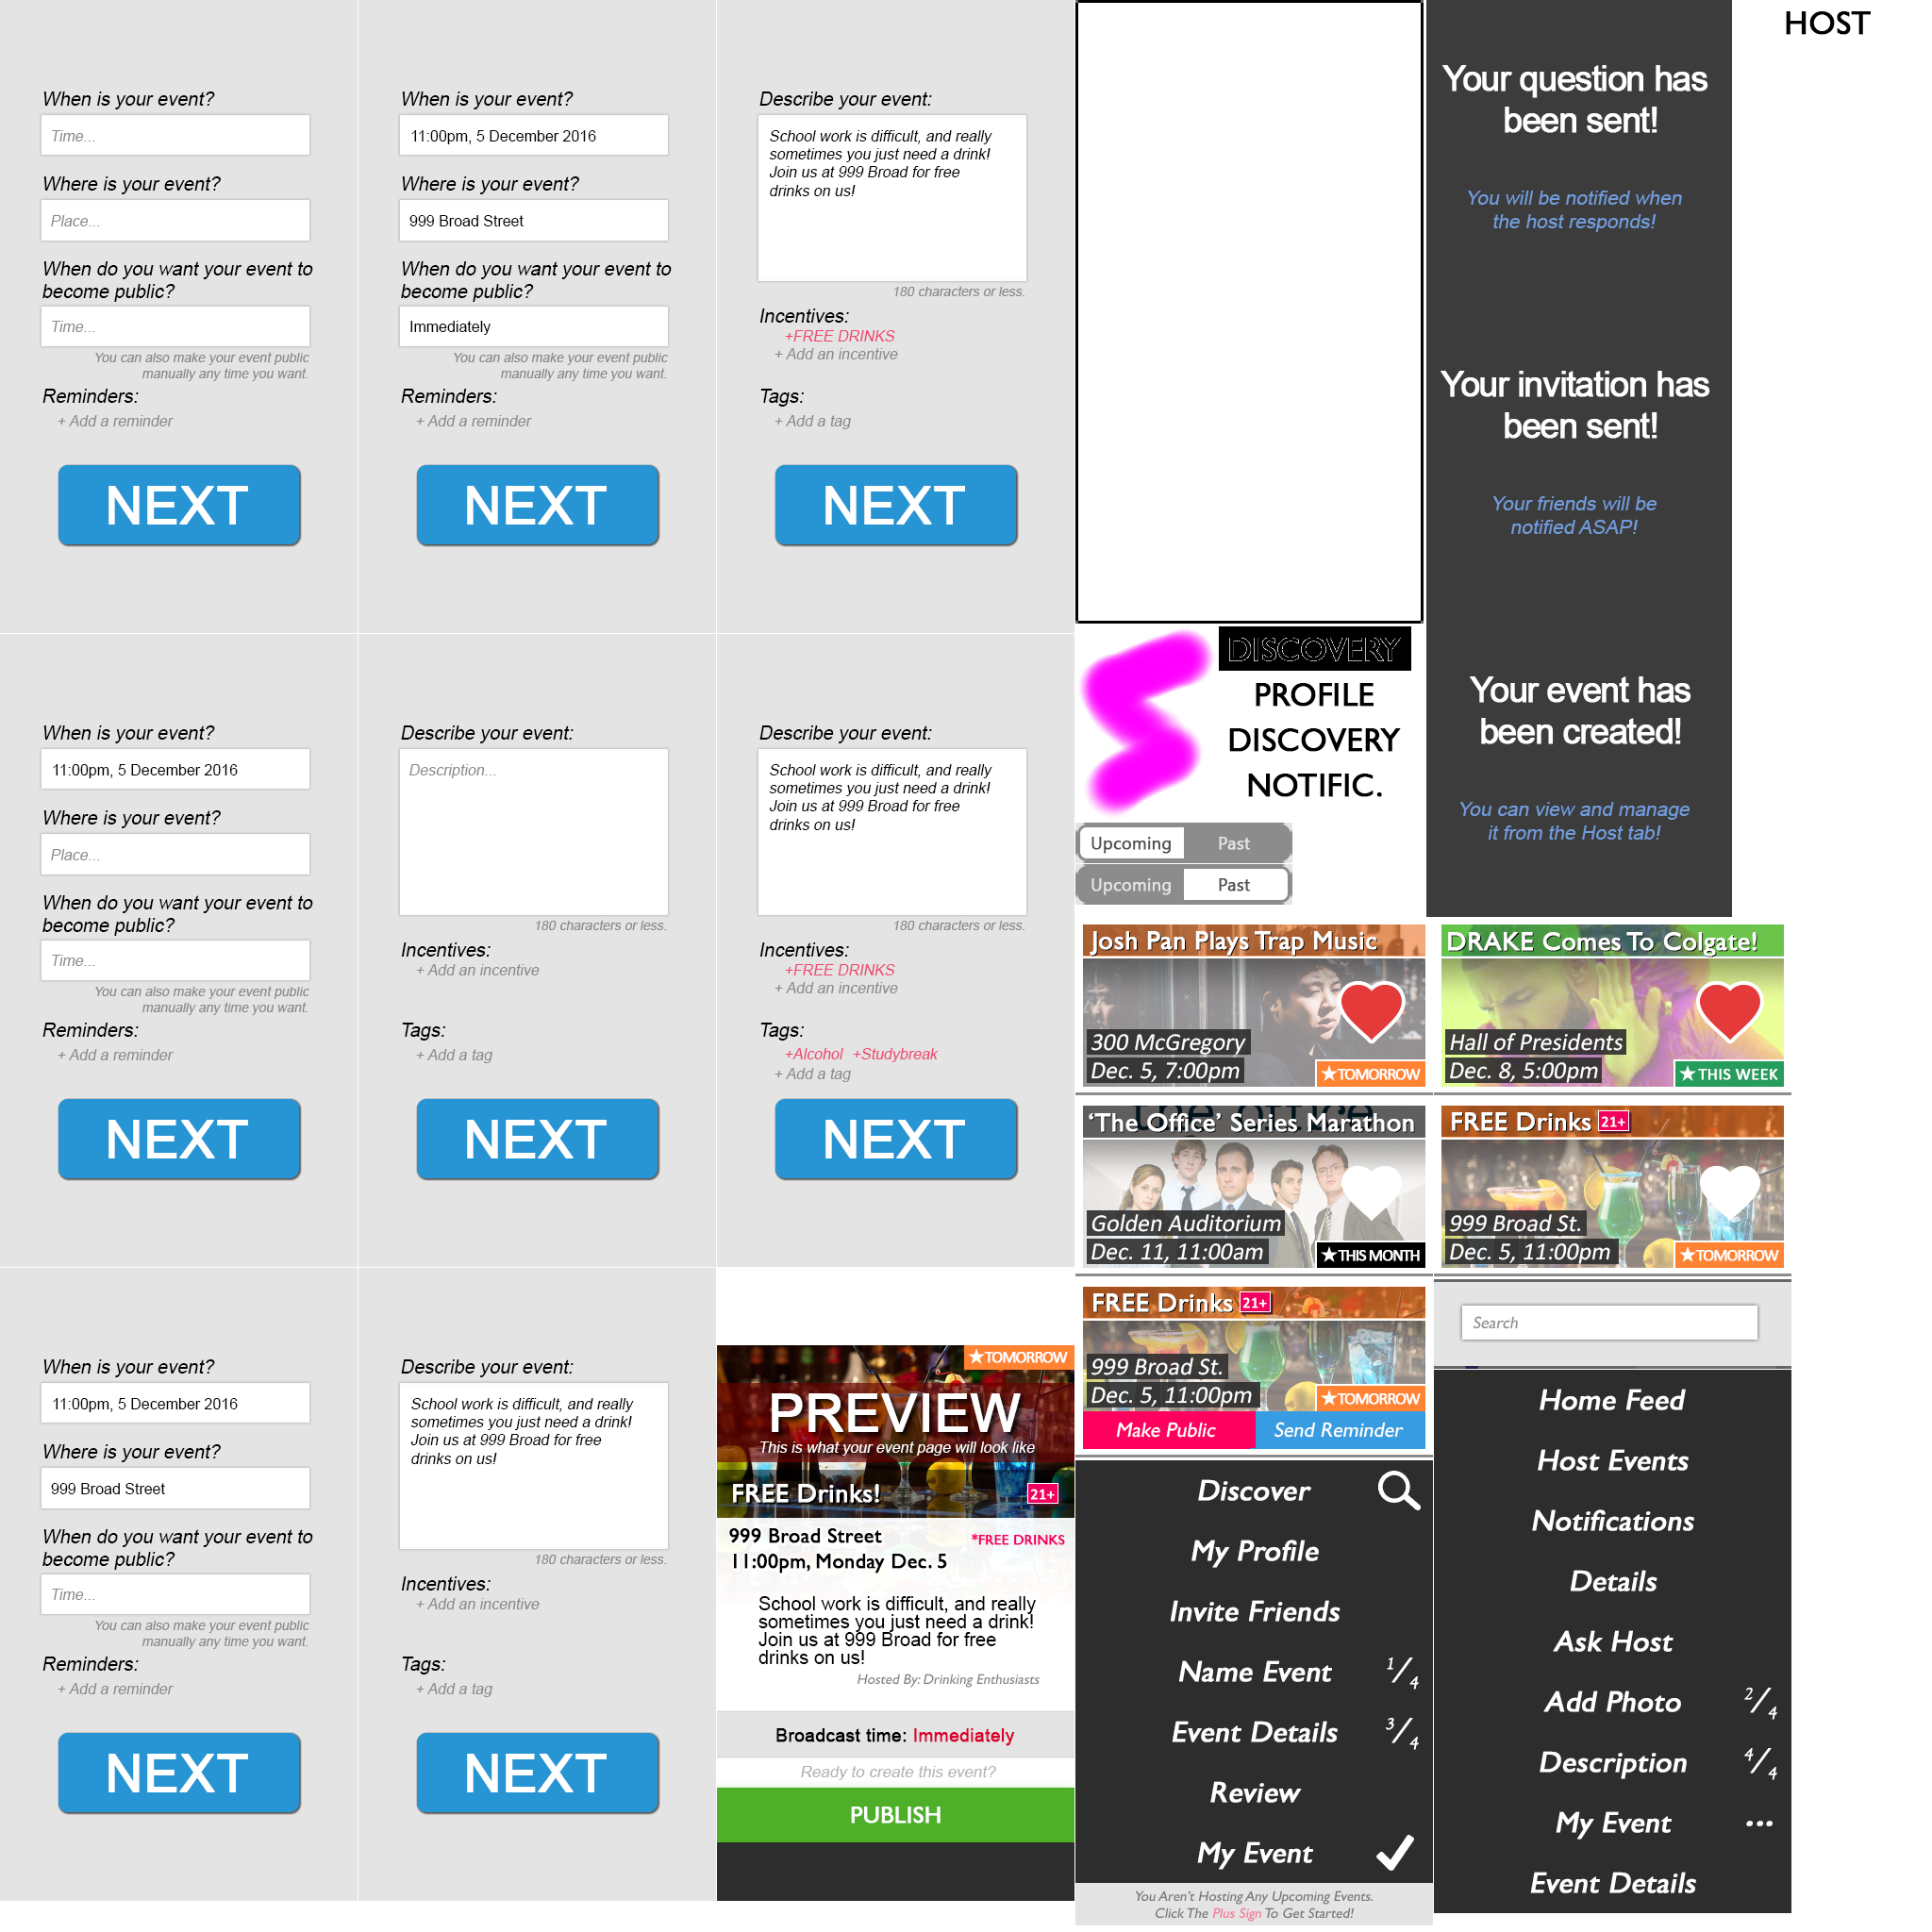 When is your event?
Time...
Where is your event?
Place...
When do you want your event to
become public?
Time...
You can also make your event public
manually any time you want.
Reminders:
+ Add a reminder
NEXT
When is your event?
11:00pm, 5 December 2016
Where is your event?
999 Broad Street
When do you want your event to
become public?
Immediately
You can also make your event public
manually any time you want.
Reminders:
+ Add a reminder
NEXT
Describe your event:
School work is difficult, and really
sometimes you just need a drink!
Join us at 999 Broad for free
drinks on us!
180 characters or less.
Incentives:
+FREE DRINKS
+ Add an incentive
Tags:
+ Add a tag
NEXT
HOST
Your question has
been sent!
You will be notified when
the host responds!
Your invitation has
been sent!
Your friends will be
notified ASAP!
Your event has
been created!
You can view and manage
it from the Host tab!
When is your event?
11:00pm, 5 December 2016
Where is your event?
Place...
When do you want your event to
become public?
Time...
You can also make your event public
manually any time you want.
Reminders:
+ Add a reminder
NEXT
Describe your event:
Description...
180 characters or less.
Incentives:
+ Add an incentive
Tags:
+ Add a tag
NEXT
Describe your event:
School work is difficult, and really
sometimes you just need a drink!
Join us at 999 Broad for free
drinks on us!
180 characters or less.
Incentives:
+FREE DRINKS
+ Add an incentive
Tags:
+Alcohol +Studybreak
+ Add a tag
NEXT
DISCOVERY
PROFILE
DISCOVERY
NOTIFIC.
Upcoming Past
Upcoming Past
Josh Pan Plays Trap Music
300 McGregory
Dec. 5, 7:00pm
★TOMORROW
DRAKE Comes To Colgate!
Hall of Presidents
Dec. 8, 5:00pm
★THIS WEEK
the office
'The Office' Series Marathon
Golden Auditorium
Dec. 11, 11:00am
★THIS MONTH
FREE Drinks 21+
999 Broad St.
Dec. 5, 11:00pm
★TOMORROW
When is your event?
11:00pm, 5 December 2016
Where is your event?
999 Broad Street
When do you want your event to
become public?
Time...
You can also make your event public
manually any time you want.
Reminders:
+ Add a reminder
NEXT
Describe your event:
School work is difficult, and really
sometimes you just need a drink!
Join us at 999 Broad for free
drinks on us!
180 characters or less.
Incentives:
+ Add an incentive
Tags:
+ Add a tag
NEXT
★TOMORROW
PREVIEW
This is what your event page will look like
FREE Drinks! 21+
999 Broad Street
*FREE DRINKS
11:00pm, Monday Dec. 5
School work is difficult, and really
sometimes you just need a drink!
Join us at 999 Broad for free
drinks on us!
Hosted By: Drinking Enthusiasts
Broadcast time: Immediately
Ready to create this event?
PUBLISH
FREE Drinks 21+
999 Broad St.
Dec. 5, 11:00pm
★TOMORROW
Make Public Send Reminder
Discover
My Profile
Invite Friends
Name Event 1/4
Event Details 3/4
Review
My Event
You Aren't Hosting Any Upcoming Events.
Click The Plus Sign To Get Started!
Search
Home Feed
Host Events
Notifications
Details
Ask Host
Add Photo 2/4
Description 4/4
My Event ...
Event Details